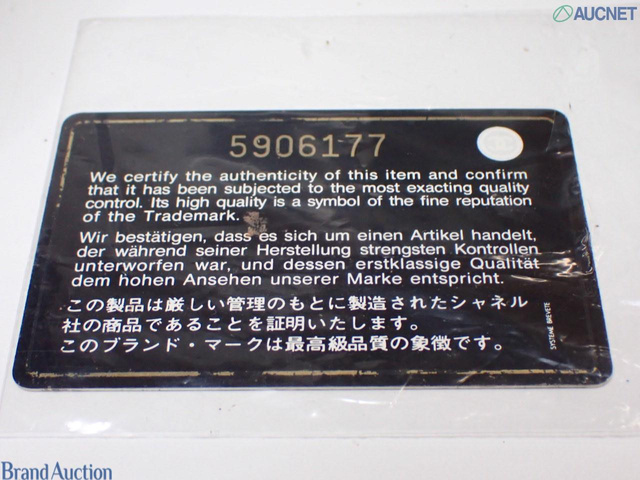 AUCNET
5906177
We certify the authenticity of this item and confirm
that it has been subjected to the most exacting quality
control. Its high quality is a symbol of the fine reputation
of the Trademark.
Wir bestätigen, dass es sich um einen Artikel handelt,
der während seiner Herstellung strengsten Kontrollen
unterworfen war, und dessen erstklassige Qualität
dem hohen Ansehen unserer Marke entspricht.
この製品は厳しい管理のもとに製造されたシャネル
社の商品であることを証明いたします。
このブランド・マークは最高級品質の象徴です。
SYSTEME BREVETE
Brand Auction